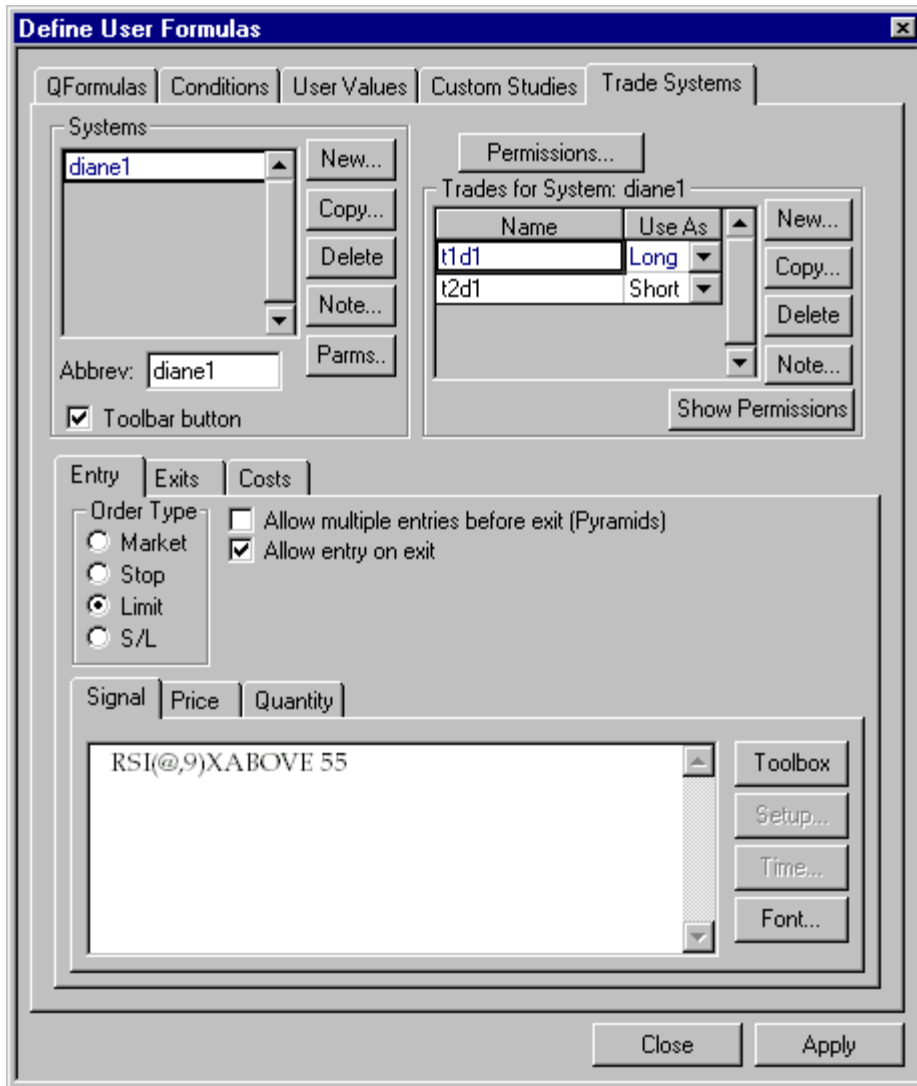 Define User Formulas
QFormulas Conditions User Values Custom Studies Trade Systems
Systems
diane1
New...
Copy...
Delete
Note...
Parms..
Abbrev: diane1
Toolbar button
Permissions...
Trades for System: diane1
Name Use As
t1d1 Long
t2d1 Short
New...
Copy...
Delete
Note...
Show Permissions
Entry Exits Costs
Order Type
Market
Stop
Limit
S/L
Allow multiple entries before exit (Pyramids)
Allow entry on exit
Signal Price Quantity
RSI(@,9)XABOVE 55
Toolbox
Setup...
Time...
Font...
Close Apply